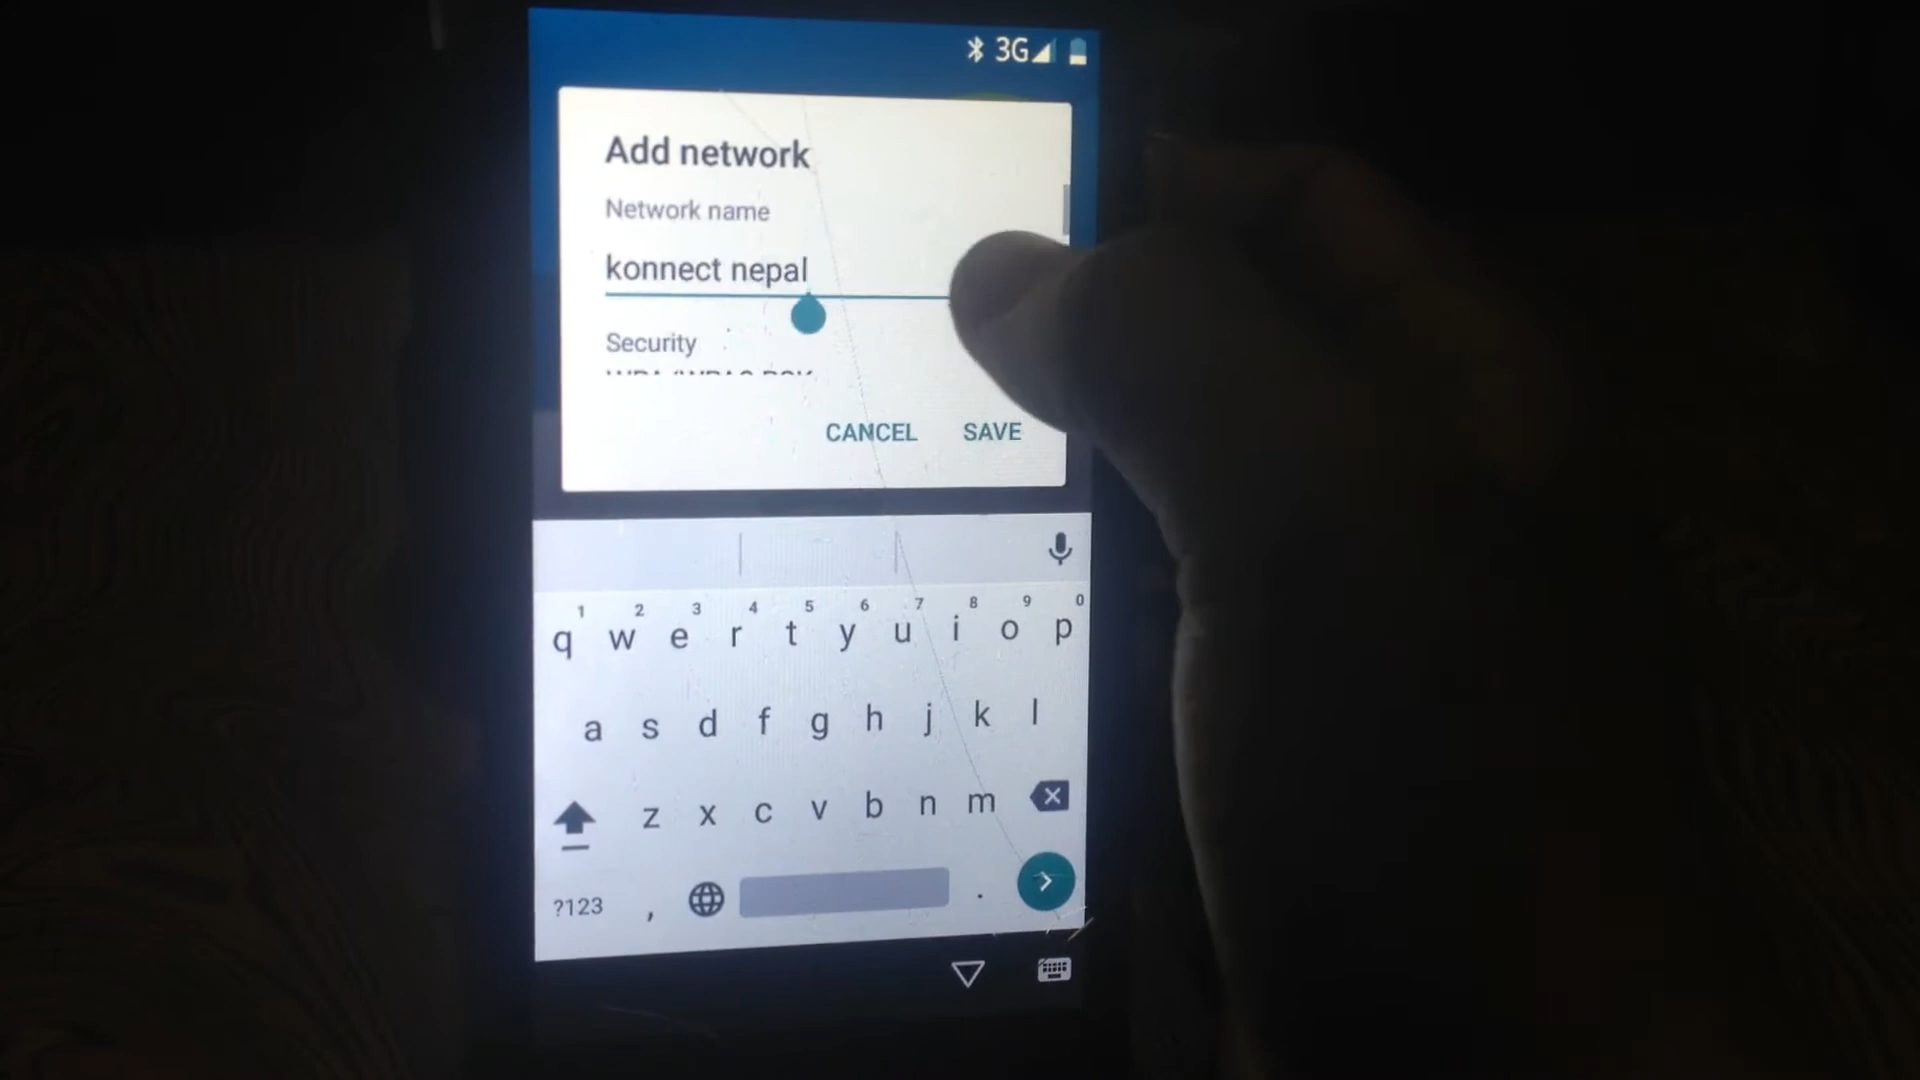 3G
Add network
Network name
konnect nepal
Security
CANCEL SAVE
1 2 3 4 5 6 7 8 9 0
q w e r t y u i o p
a s d f g h j k l
z x c v b n m
?123 , .